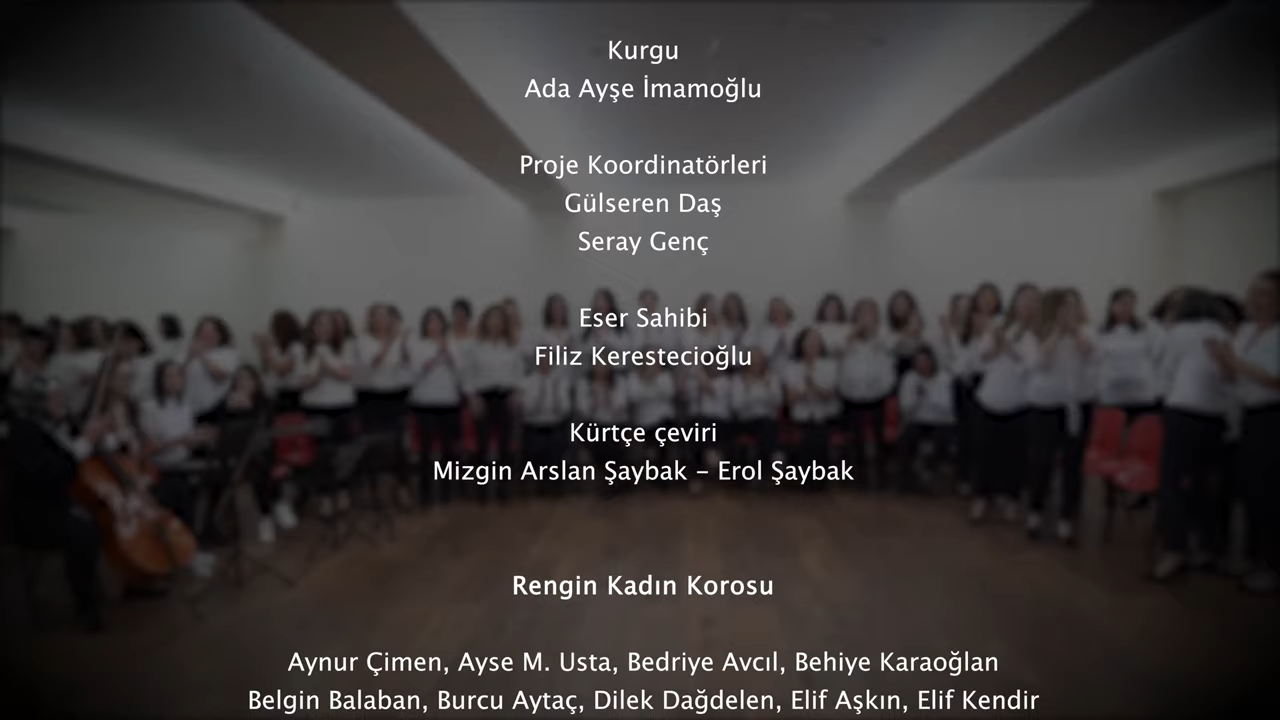 Kurgu
Ada Ayşe İmamoğlu
Proje Koordinatörleri
Gülseren Daş
Seray Genç
Eser Sahibi
Filiz Kerestecioğlu
Kürtçe çeviri
Mizgin Arslan Şaybak – Erol Şaybak
Rengin Kadın Korosu
Aynur Çimen, Ayse M. Usta, Bedriye Avcıl, Behiye Karaoğlan
Belgin Balaban, Burcu Aytaç, Dilek Dağdelen, Elif Aşkın, Elif Kendir